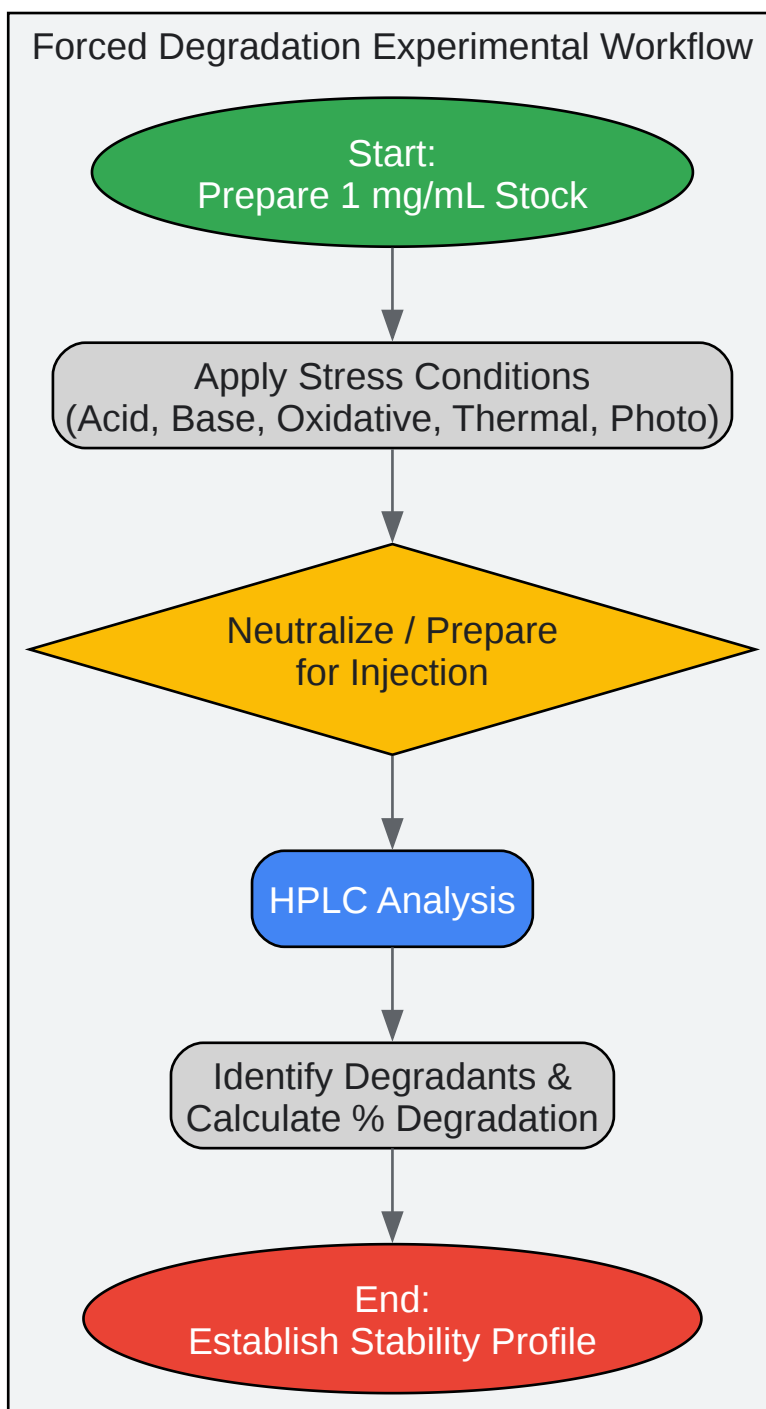 Forced Degradation Experimental Workflow
Start:
Prepare 1 mg/mL Stock
Apply Stress Conditions
(Acid, Base, Oxidative, Thermal, Photo)
Neutralize / Prepare
for Injection
HPLC Analysis
Identify Degradants &
Calculate % Degradation
End:
Establish Stability Profile